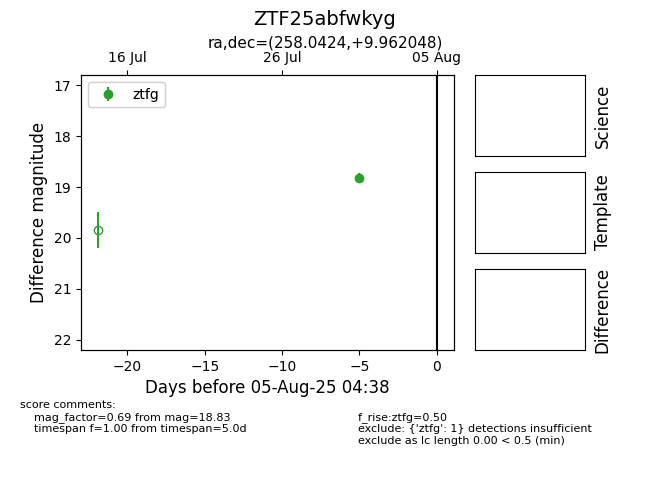 ZTF25abfwkyg
ra,dec=(258.0424,+9.962048)
16 Jul
26 Jul
05 Aug
ztfg
17
18
19
20
21
22
Difference magnitude
−20
−15
−10
−5
0
Days before 05-Aug-25 04:38
Science
Template
Difference
score comments:
mag_factor=0.69 from mag=18.83
timespan f=1.00 from timespan=5.0d
f_rise:ztfg=0.50
exclude: {'ztfg': 1} detections insufficient
exclude as lc length 0.00 < 0.5 (min)